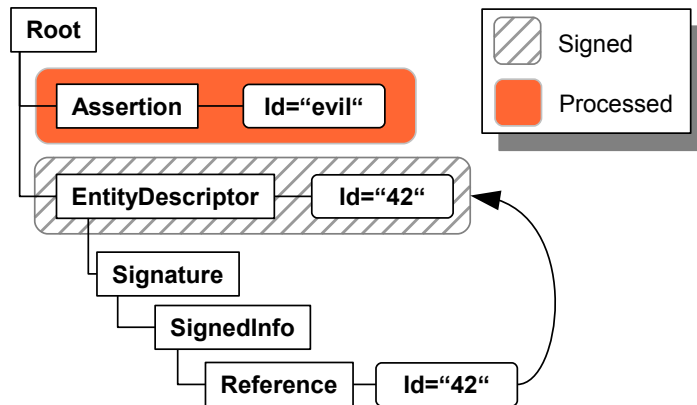 Root
Signed
Assertion
Id=“evil“
Processed
EntityDescriptor
Id=“42“
Signature
SignedInfo
Reference
Id=“42“